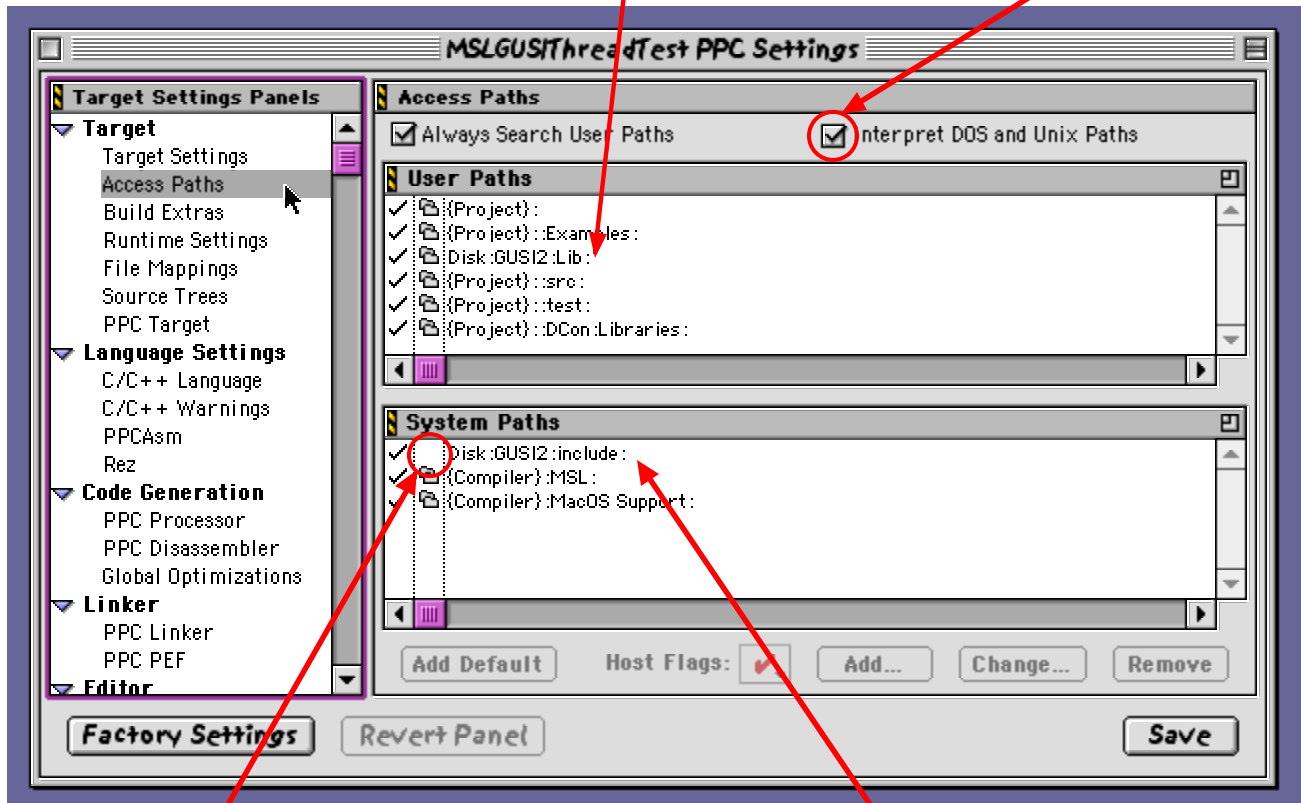 MSLGUSIThreadTest PPC Settings
Target Settings Panels
Target
Target Settings
Access Paths
Build Extras
Runtime Settings
File Mappings
Source Trees
PPC Target
Language Settings
C/C++ Language
C/C++ Warnings
PPCAsm
Rez
Code Generation
PPC Processor
PPC Disassembler
Global Optimizations
Linker
PPC Linker
PPC PEF
Editor
Access Paths
Always Search User Paths
Interpret DOS and Unix Paths
User Paths
{Project}:
{Project}::Examples:
Disk:GUSI2:Lib:
{Project}::src:
{Project}::test:
{Project}::DCon:Libraries:
System Paths
Disk:GUSI2:include:
{Compiler}:MSL:
{Compiler}:MacOS Support:
Add Default
Host Flags:
Add...
Change...
Remove
Factory Settings
Revert Panel
Save